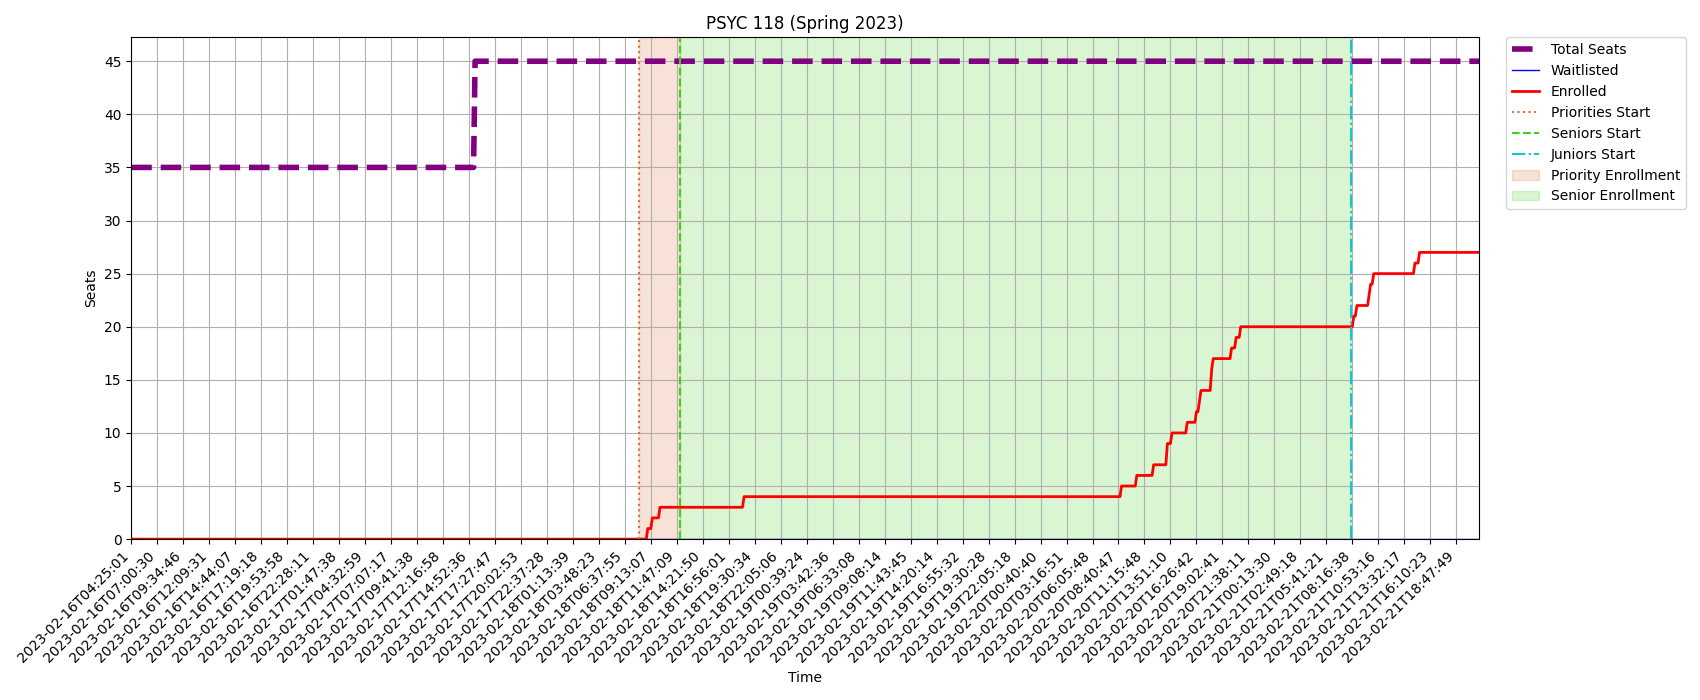 PSYC 118 (Spring 2023)
Seats
45
40
35
30
25
20
15
10
5
0
2023-02-16T04:25:01
2023-02-16T07:00:30
2023-02-16T09:34:46
2023-02-16T12:09:31
2023-02-16T14:44:07
2023-02-16T17:19:18
2023-02-16T19:53:58
2023-02-16T22:28:11
2023-02-17T01:47:38
2023-02-17T04:32:59
2023-02-17T07:07:17
2023-02-17T09:41:38
2023-02-17T12:16:58
2023-02-17T14:52:36
2023-02-17T17:27:47
2023-02-17T20:02:53
2023-02-17T22:37:28
2023-02-18T01:13:39
2023-02-18T03:48:23
2023-02-18T06:37:55
2023-02-18T09:13:07
2023-02-18T11:47:09
2023-02-18T14:21:50
2023-02-18T16:56:01
2023-02-18T19:30:34
2023-02-18T22:05:06
2023-02-19T00:39:24
2023-02-19T03:42:36
2023-02-19T06:33:08
2023-02-19T09:08:14
2023-02-19T11:43:45
2023-02-19T14:20:14
2023-02-19T16:55:32
2023-02-19T19:30:28
2023-02-19T22:05:18
2023-02-20T00:40:40
2023-02-20T03:16:51
2023-02-20T06:05:48
2023-02-20T08:40:47
2023-02-20T11:15:48
2023-02-20T13:51:10
2023-02-20T16:26:42
2023-02-20T19:02:41
2023-02-20T21:38:11
2023-02-21T00:13:30
2023-02-21T02:49:18
2023-02-21T05:41:21
2023-02-21T08:16:38
2023-02-21T10:53:16
2023-02-21T13:32:17
2023-02-21T16:10:23
2023-02-21T18:47:49
Time
Total Seats
Waitlisted
Enrolled
Priorities Start
Seniors Start
Juniors Start
Priority Enrollment
Senior Enrollment